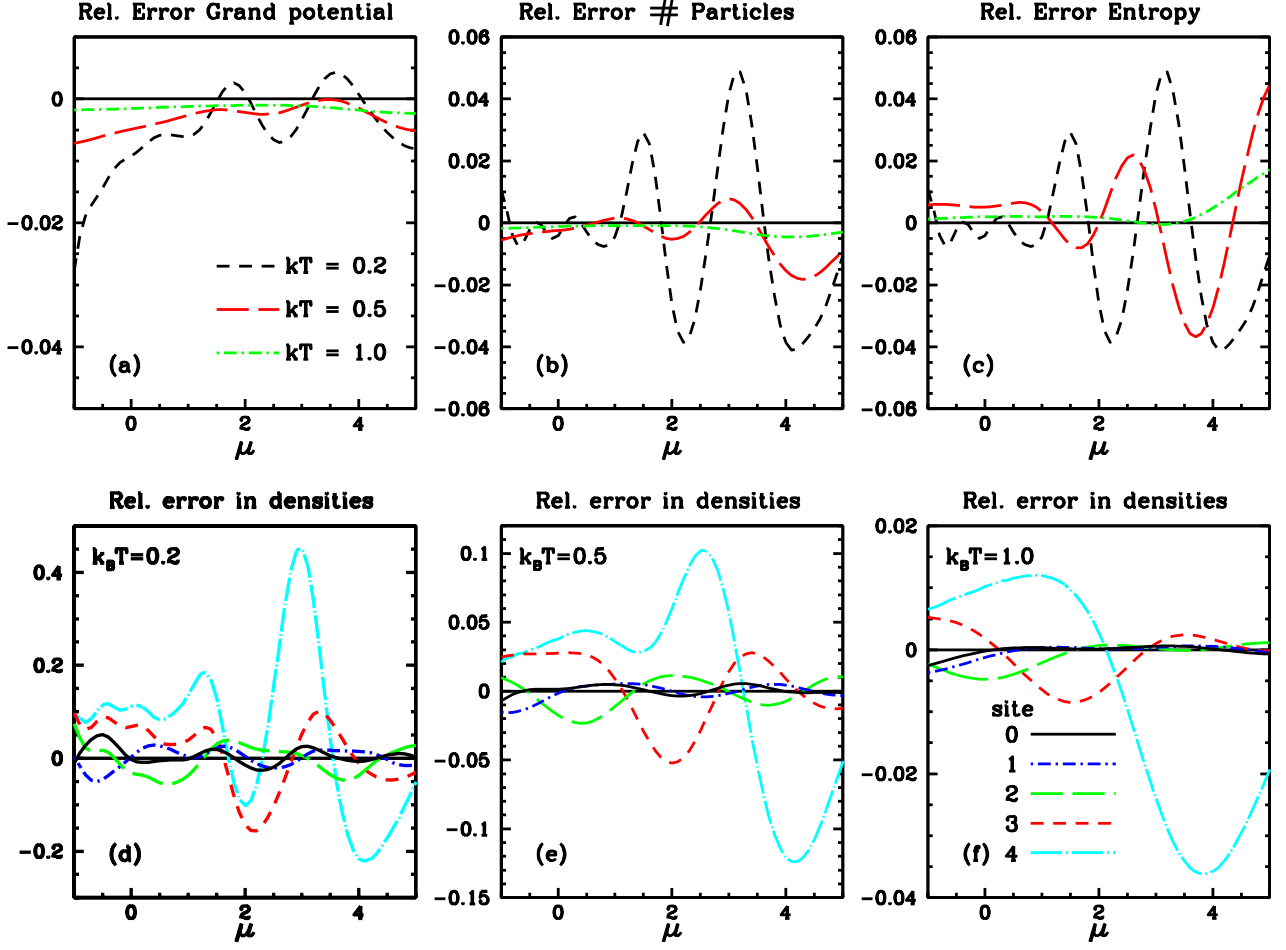 Rel. Error Grand potential
Rel. Error # Particles
Rel. Error Entropy
0
-0.02
-0.04
kT = 0.2
kT = 0.5
kT = 1.0
(a)
0 2 4
μ
0.06
0.04
0.02
0
-0.02
-0.04
-0.06
(b)
0 2 4
μ
0.06
0.04
0.02
0
-0.02
-0.04
-0.06
(c)
0 2 4
μ
Rel. error in densities
Rel. error in densities
Rel. error in densities
k_BT=0.2
0.4
0.2
0
-0.2
(d)
0 2 4
μ
k_BT=0.5
0.1
0.05
0
-0.05
-0.1
-0.15
(e)
0 2 4
μ
0.02
k_BT=1.0
0
-0.02
-0.04
site
0
1
2
3
(f) 4
0 2 4
μ